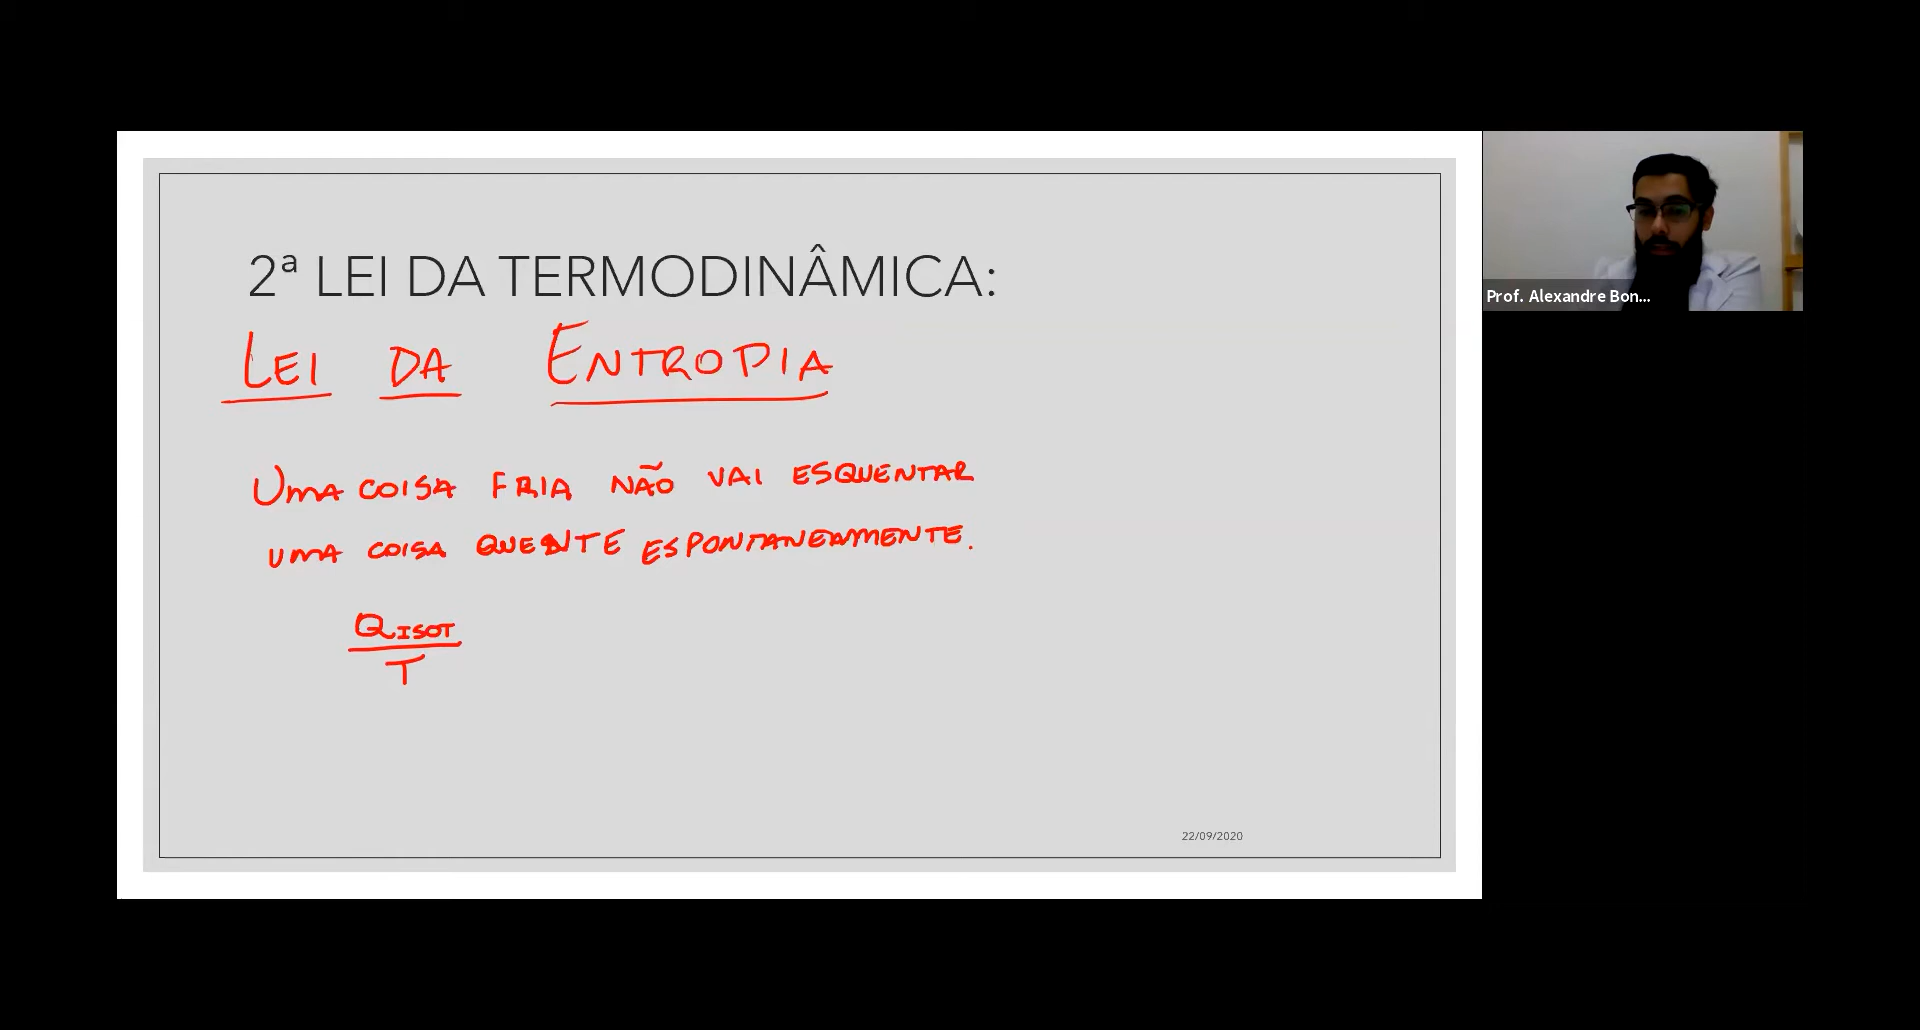 2ª LEI DA TERMODINÂMICA:
LEI DA ENTROPIA
UMA COISA FRIA NÃO VAI ESQUENTAR
UMA COISA QUENTE ESPONTANEAMENTE.
QISOT
T
22/09/2020
Prof. Alexandre Bon...